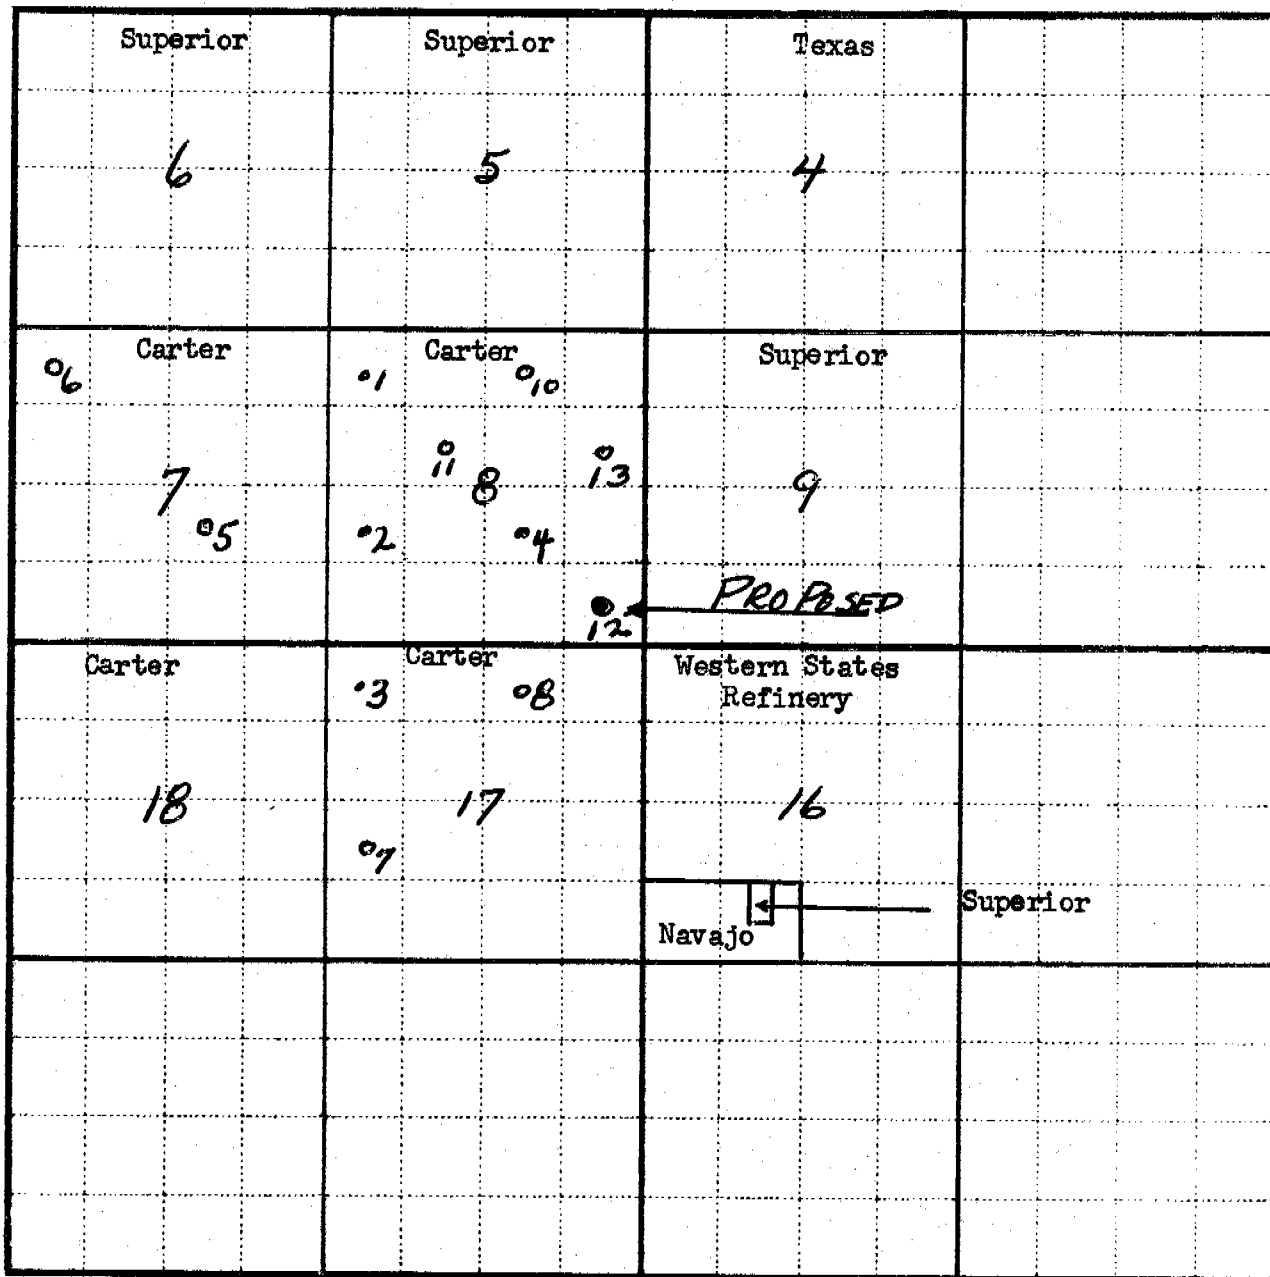 Superior Superior Texas
6 5 4
Carter Carter Superior
6 1 10
11 13
7 8 9
5 2 4
PROPOSED
12
Carter Carter Western States
Refinery
3 8
18 17 16
7
Superior
Navajo